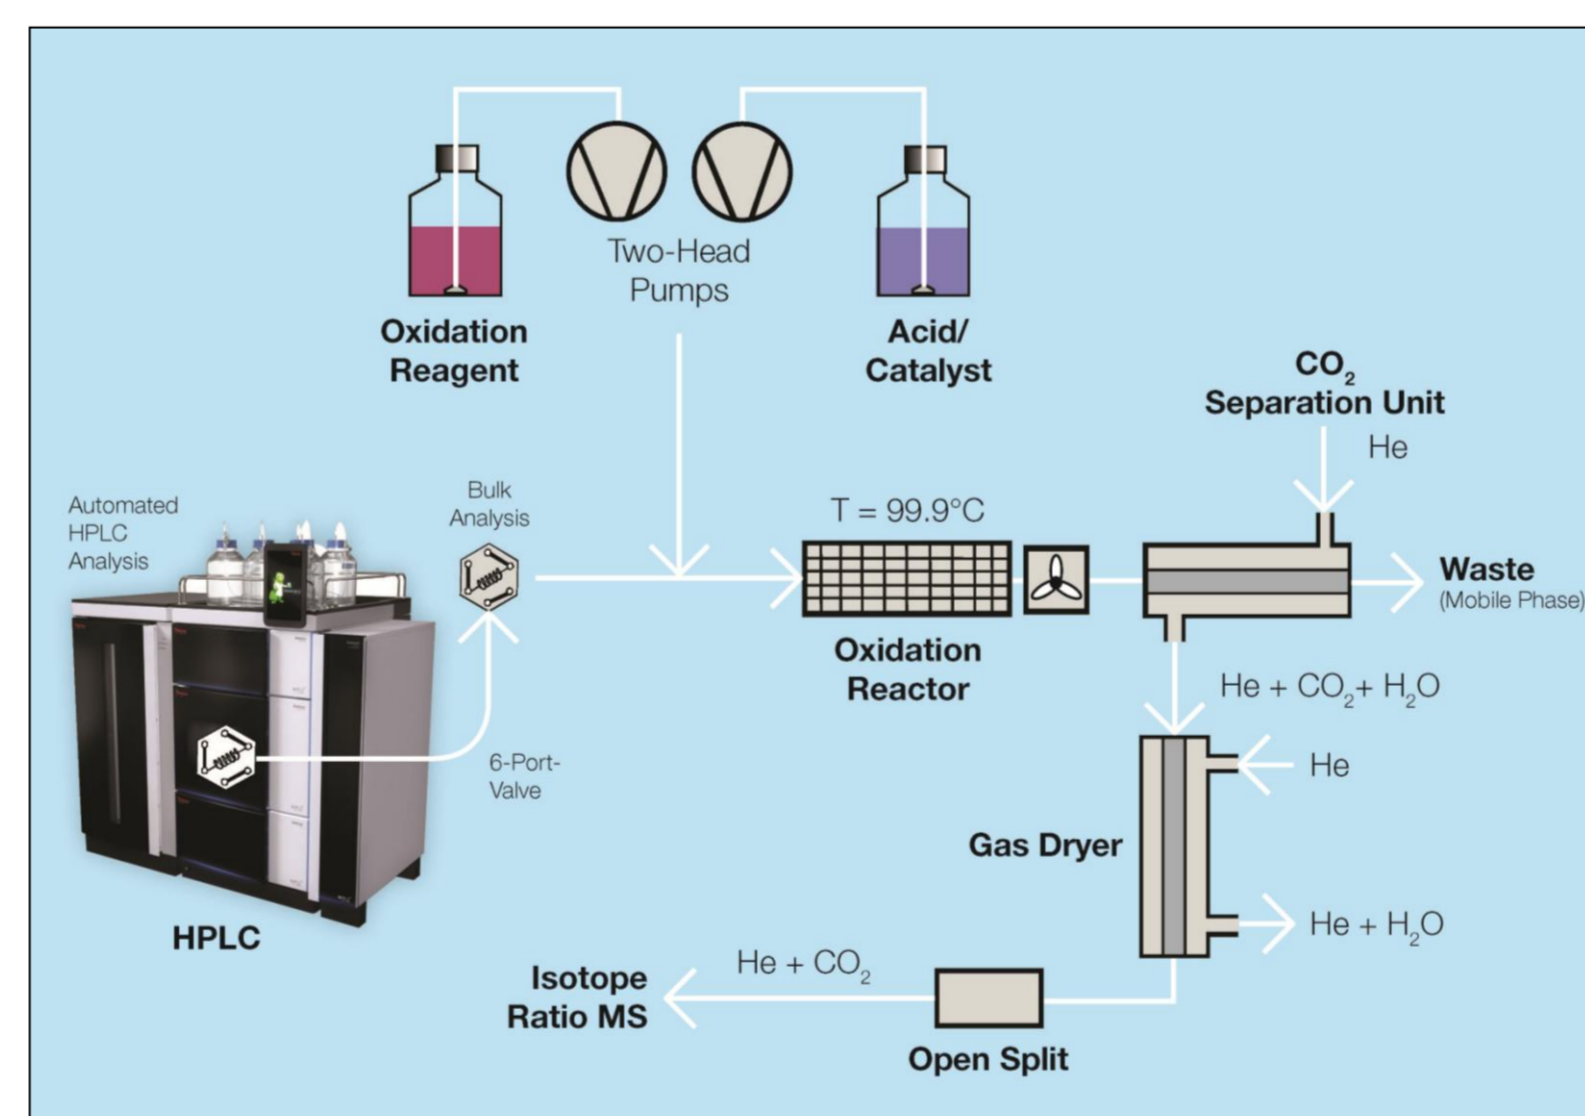 Two-Head
Pumps
Oxidation
Reagent
Acid/
Catalyst
CO₂
Separation Unit
He
Automated
HPLC
Analysis
Bulk
Analysis
T = 99.9°C
Waste
(Mobile Phase)
Oxidation
Reactor
He + CO₂+ H₂O
6-Port-
Valve
He
Gas Dryer
He + H₂O
HPLC
He + CO₂
Isotope
Ratio MS
Open Split